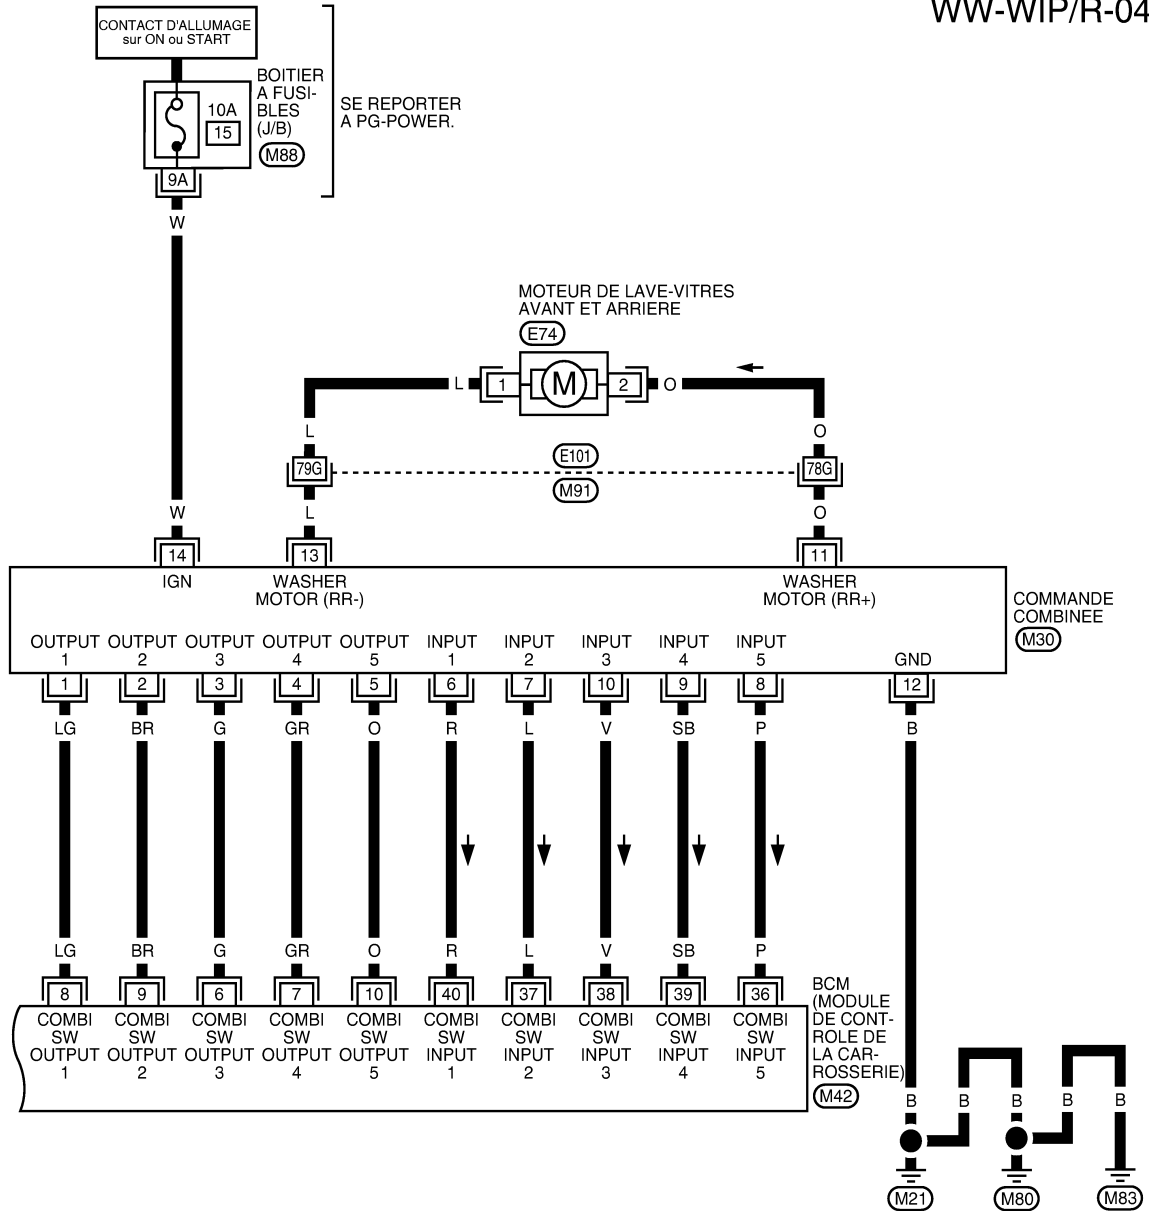 WW-WIP/R-04
CONTACT D'ALLUMAGE
sur ON ou START
BOITIER
A FUSI-
BLES
(J/B)
M88
10A
15
9A
SE REPORTER
A PG-POWER.
W
MOTEUR DE LAVE-VITRES
AVANT ET ARRIERE
E74
L 1 M 2 O
L O
79G E101 78G
M91
W L O
14 13 11
IGN WASHER WASHER
MOTOR (RR-) MOTOR (RR+)
COMMANDE
COMBINEE
M30
OUTPUT OUTPUT OUTPUT OUTPUT OUTPUT INPUT INPUT INPUT INPUT INPUT
1 2 3 4 5 1 2 3 4 5 GND
1 2 3 4 5 6 7 10 9 8 12
LG BR G GR O R L V SB P B
LG BR G GR O R L V SB P
8 9 6 7 10 40 37 38 39 36
COMBI COMBI COMBI COMBI COMBI COMBI COMBI COMBI COMBI COMBI
SW SW SW SW SW SW SW SW SW SW
OUTPUT OUTPUT OUTPUT OUTPUT OUTPUT INPUT INPUT INPUT INPUT INPUT
1 2 3 4 5 1 2 3 4 5
BCM
(MODULE
DE CONT-
ROLE DE
LA CAR-
ROSSERIE)
M42
B B B B B
M21 M80 M83